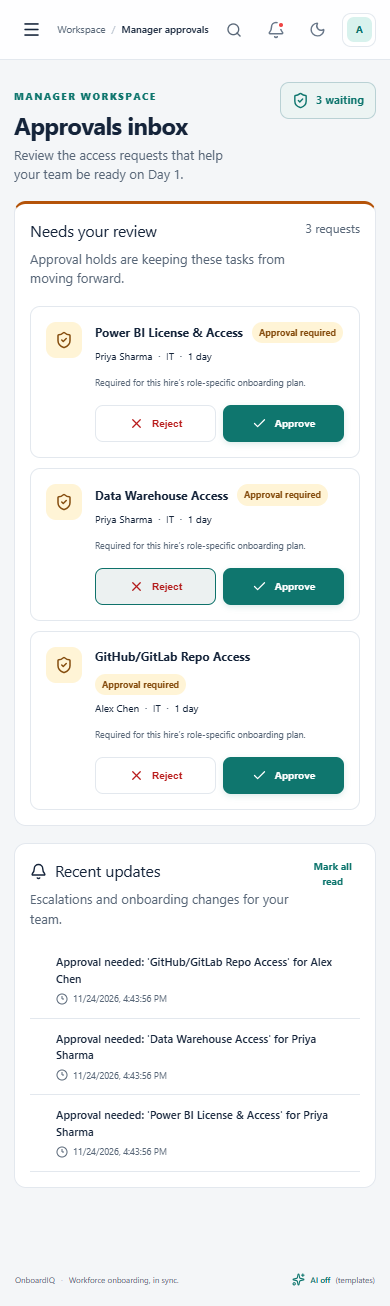 Workspace / Manager approvals
A
MANAGER WORKSPACE
3 waiting
Approvals inbox
Review the access requests that help
your team be ready on Day 1.
Needs your review
3 requests
Approval holds are keeping these tasks from
moving forward.
Power BI License & Access
Approval required
Priya Sharma · IT · 1 day
Required for this hire's role-specific onboarding plan.
Reject
Approve
Data Warehouse Access
Approval required
Priya Sharma · IT · 1 day
Required for this hire's role-specific onboarding plan.
Reject
Approve
GitHub/GitLab Repo Access
Approval required
Alex Chen · IT · 1 day
Required for this hire's role-specific onboarding plan.
Reject
Approve
Recent updates
Mark all
read
Escalations and onboarding changes for your
team.
Approval needed: 'GitHub/GitLab Repo Access' for Alex
Chen
11/24/2026, 4:43:56 PM
Approval needed: 'Data Warehouse Access' for Priya
Sharma
11/24/2026, 4:43:56 PM
Approval needed: 'Power BI License & Access' for Priya
Sharma
11/24/2026, 4:43:56 PM
OnboardIQ · Workforce onboarding, in sync.
AI off (templates)